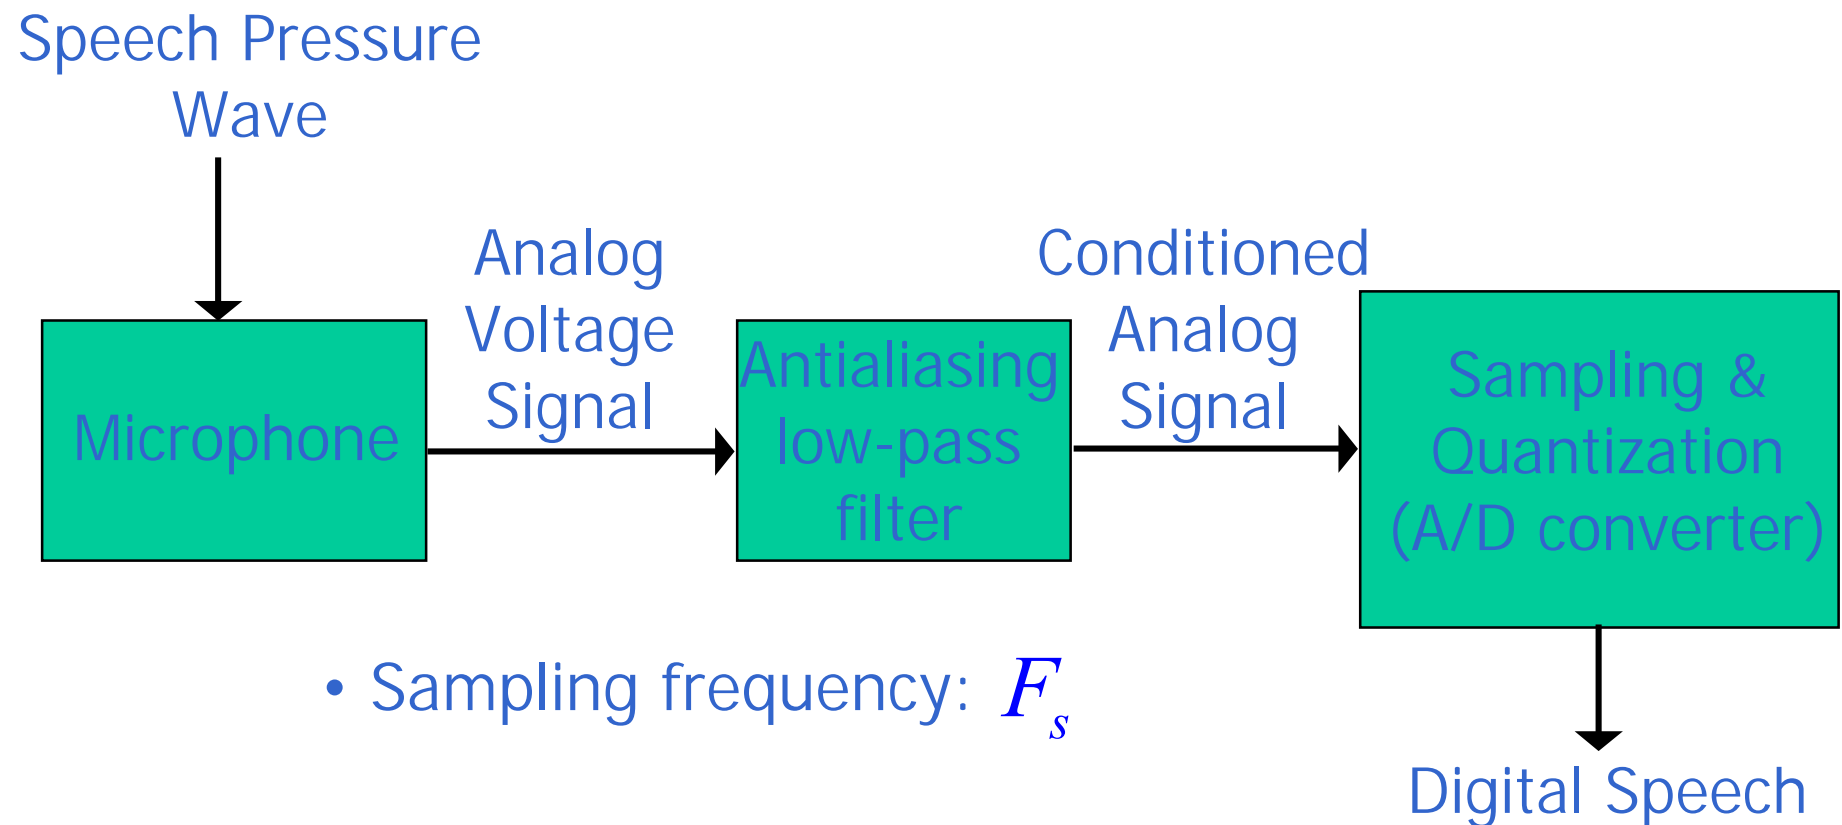 Speech Pressure
Wave
Analog
Voltage
Signal
Conditioned
Analog
Signal
Microphone
Antialiasing
low-pass
filter
Sampling &
Quantization
(A/D converter)
• Sampling frequency: Fs
Digital Speech